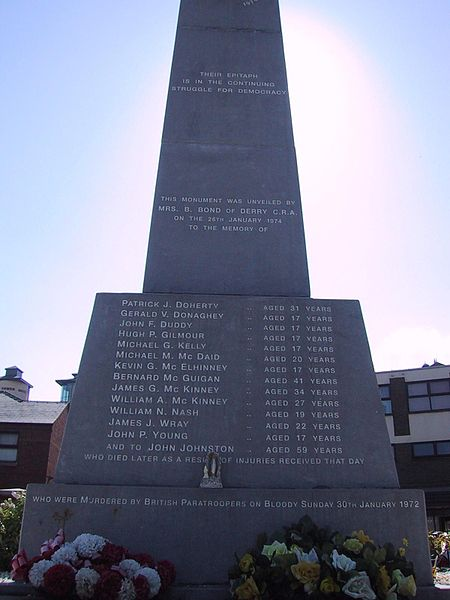 THEIR EPITAPH
IS IN THE CONTINUING
STRUGGLE FOR DEMOCRACY
THIS MONUMENT WAS UNVEILED BY
MRS. B. BOND OF DERRY C.R.A.
ON THE 26TH JANUARY 1974
TO THE MEMORY OF
PATRICK J. DOHERTY .. AGED 31 YEARS
GERALD V. DONAGHEY .. AGED 17 YEARS
JOHN F. DUDDY .. AGED 17 YEARS
HUGH P. GILMOUR .. AGED 17 YEARS
MICHAEL G. KELLY .. AGED 17 YEARS
MICHAEL M. MC DAID .. AGED 20 YEARS
KEVIN G. MC ELHINNEY .. AGED 17 YEARS
BERNARD MC GUIGAN .. AGED 41 YEARS
JAMES G. MC KINNEY .. AGED 34 YEARS
WILLIAM A. MC KINNEY .. AGED 27 YEARS
WILLIAM N. NASH .. AGED 19 YEARS
JAMES J. WRAY .. AGED 22 YEARS
JOHN P. YOUNG .. AGED 17 YEARS
AND TO JOHN JOHNSTON .. AGED 59 YEARS
WHO DIED LATER AS A RESULT OF INJURIES RECEIVED THAT DAY
WHO WERE MURDERED BY BRITISH PARATROOPERS ON BLOODY SUNDAY 30TH JANUARY 1972